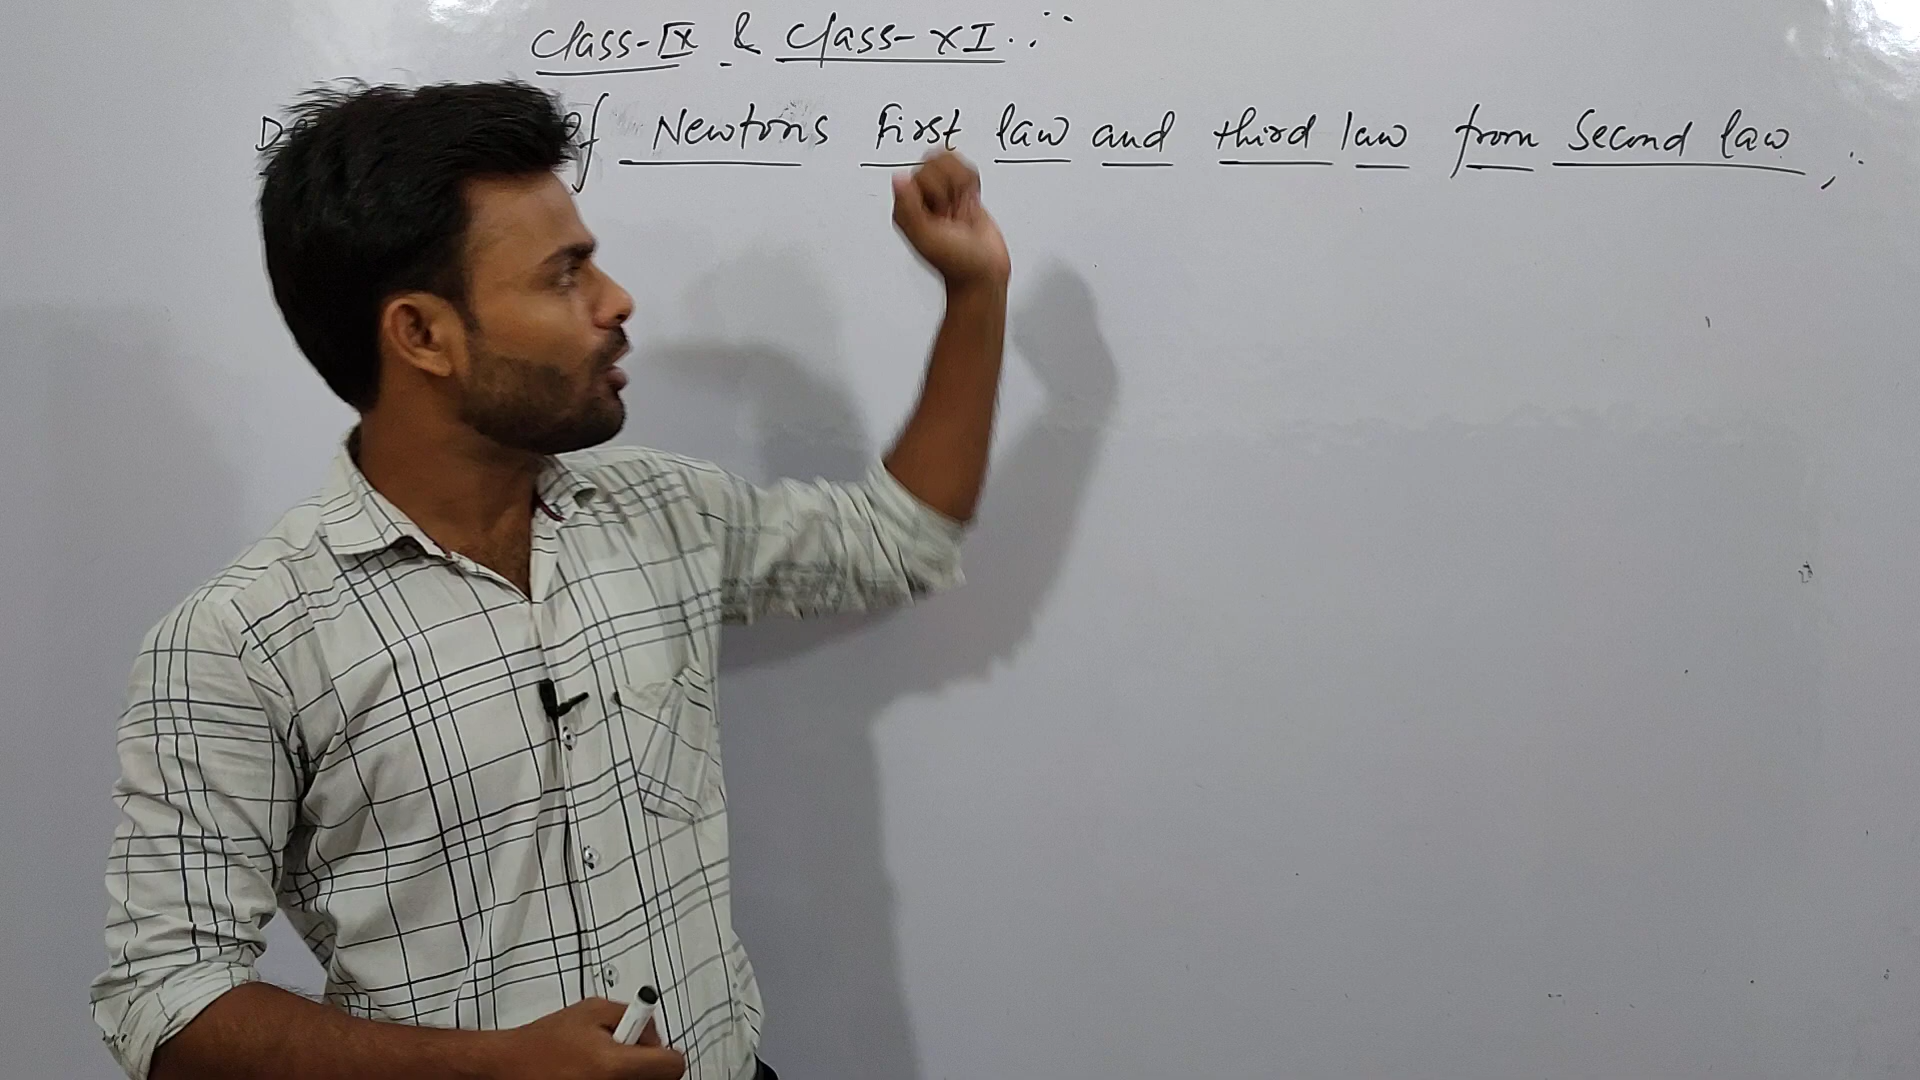 Class-IX & Class-XI.
of Newtons First law and third law from Second law